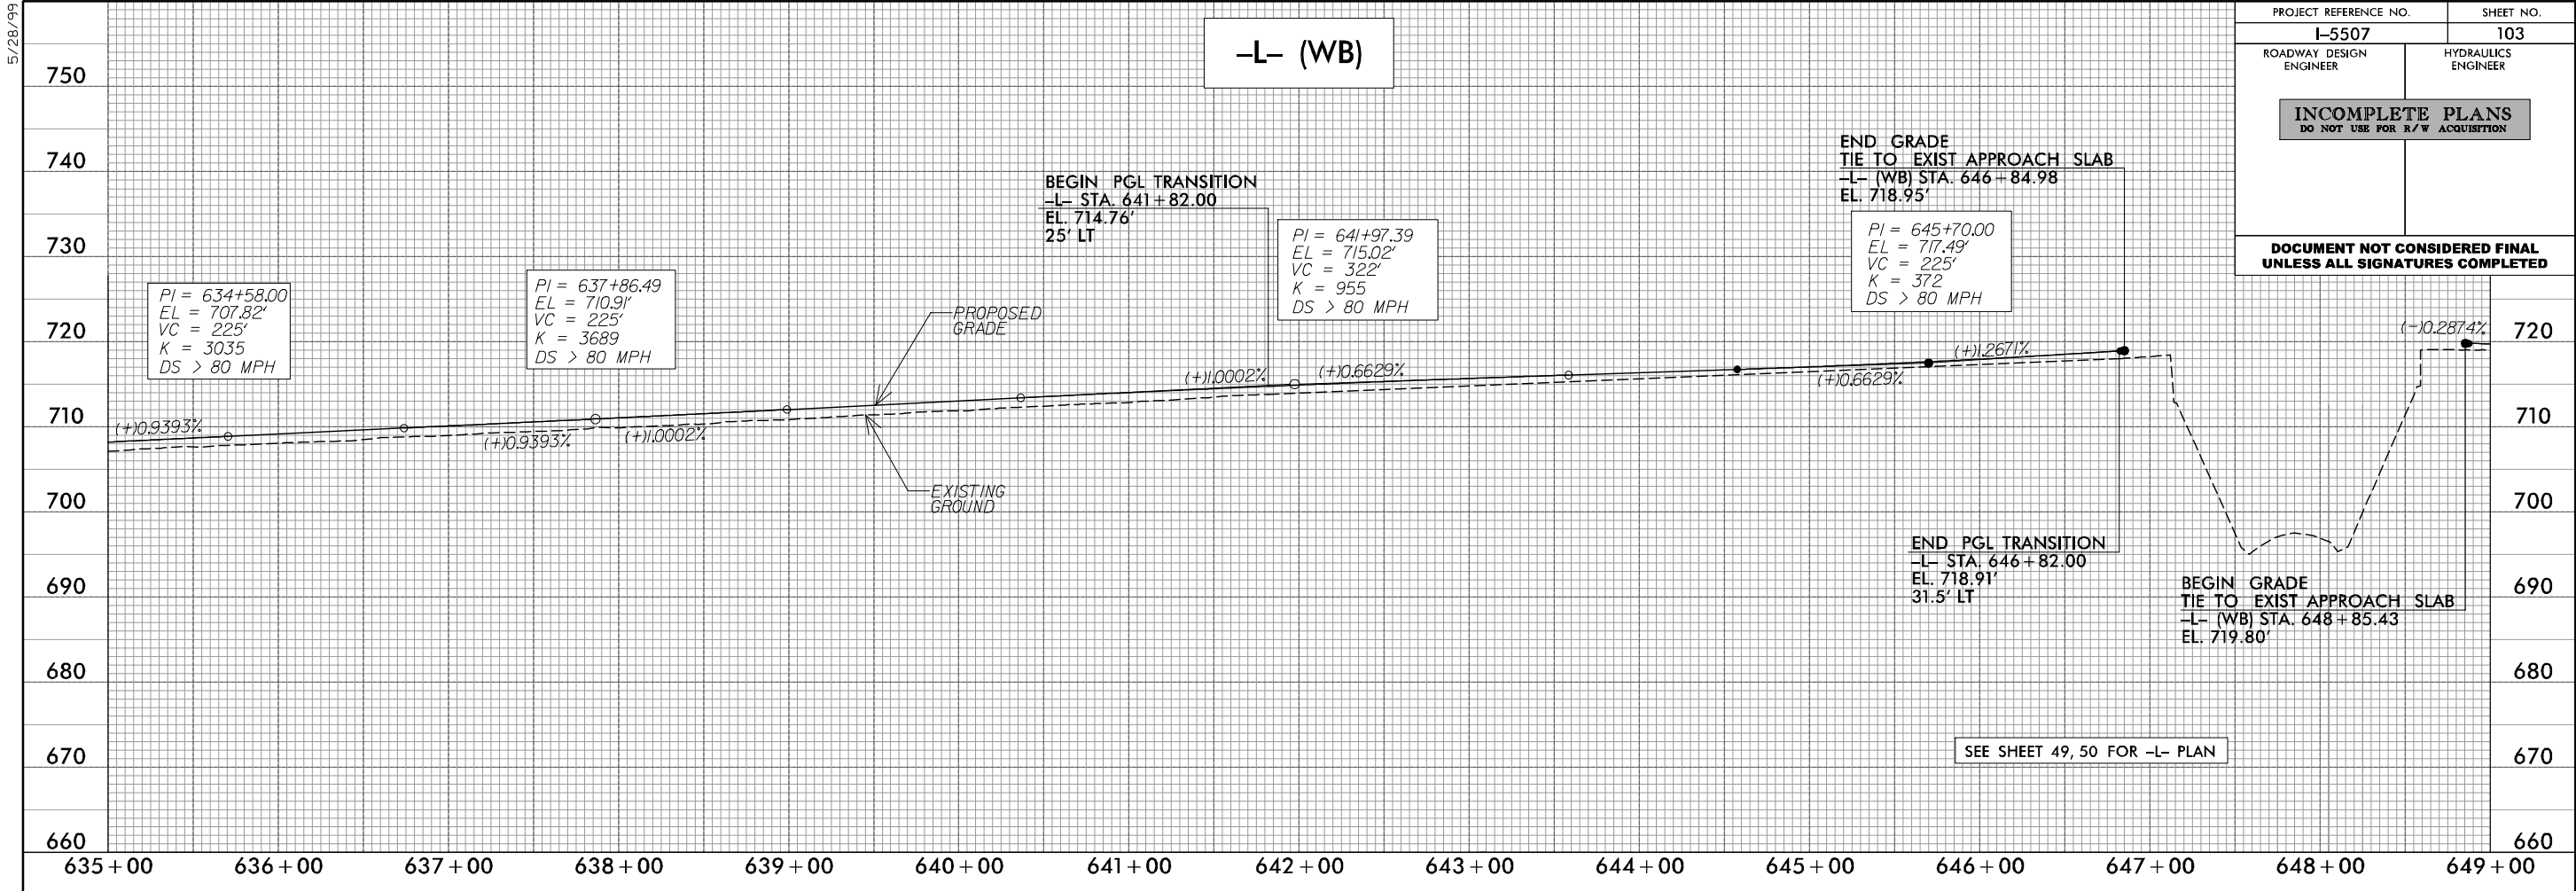 5/28/99
–L– (WB)
PROJECT REFERENCE NO.
SHEET NO.
I–5507
103
ROADWAY DESIGN
ENGINEER
HYDRAULICS
ENGINEER
INCOMPLETE PLANS
DO NOT USE FOR R/W ACQUISITION
DOCUMENT NOT CONSIDERED FINAL
UNLESS ALL SIGNATURES COMPLETED
750
740
730
720
710
700
690
680
670
660
PI = 634+58.00
EL = 707.82'
VC = 225'
K = 3035
DS > 80 MPH
PI = 637+86.49
EL = 710.91'
VC = 225'
K = 3689
DS > 80 MPH
BEGIN PGL TRANSITION
–L– STA. 641+82.00
EL. 714.76'
25' LT
PI = 641+97.39
EL = 715.02'
VC = 322'
K = 955
DS > 80 MPH
END GRADE
TIE TO EXIST APPROACH SLAB
–L– (WB) STA. 646+84.98
EL. 718.95'
PI = 645+70.00
EL = 717.49'
VC = 225'
K = 372
DS > 80 MPH
PROPOSED
GRADE
EXISTING
GROUND
(+)0.9393%
(+)0.9393%
(+)1.0002%
(+)1.0002%
(+)0.6629%
(+)0.6629%
(+)1.2671%
(-)0.2874%
END PGL TRANSITION
–L– STA. 646+82.00
EL. 718.91'
31.5' LT
BEGIN GRADE
TIE TO EXIST APPROACH SLAB
–L– (WB) STA. 648+85.43
EL. 719.80'
SEE SHEET 49, 50 FOR –L– PLAN
720
710
700
690
680
670
660
635+00
636+00
637+00
638+00
639+00
640+00
641+00
642+00
643+00
644+00
645+00
646+00
647+00
648+00
649+00